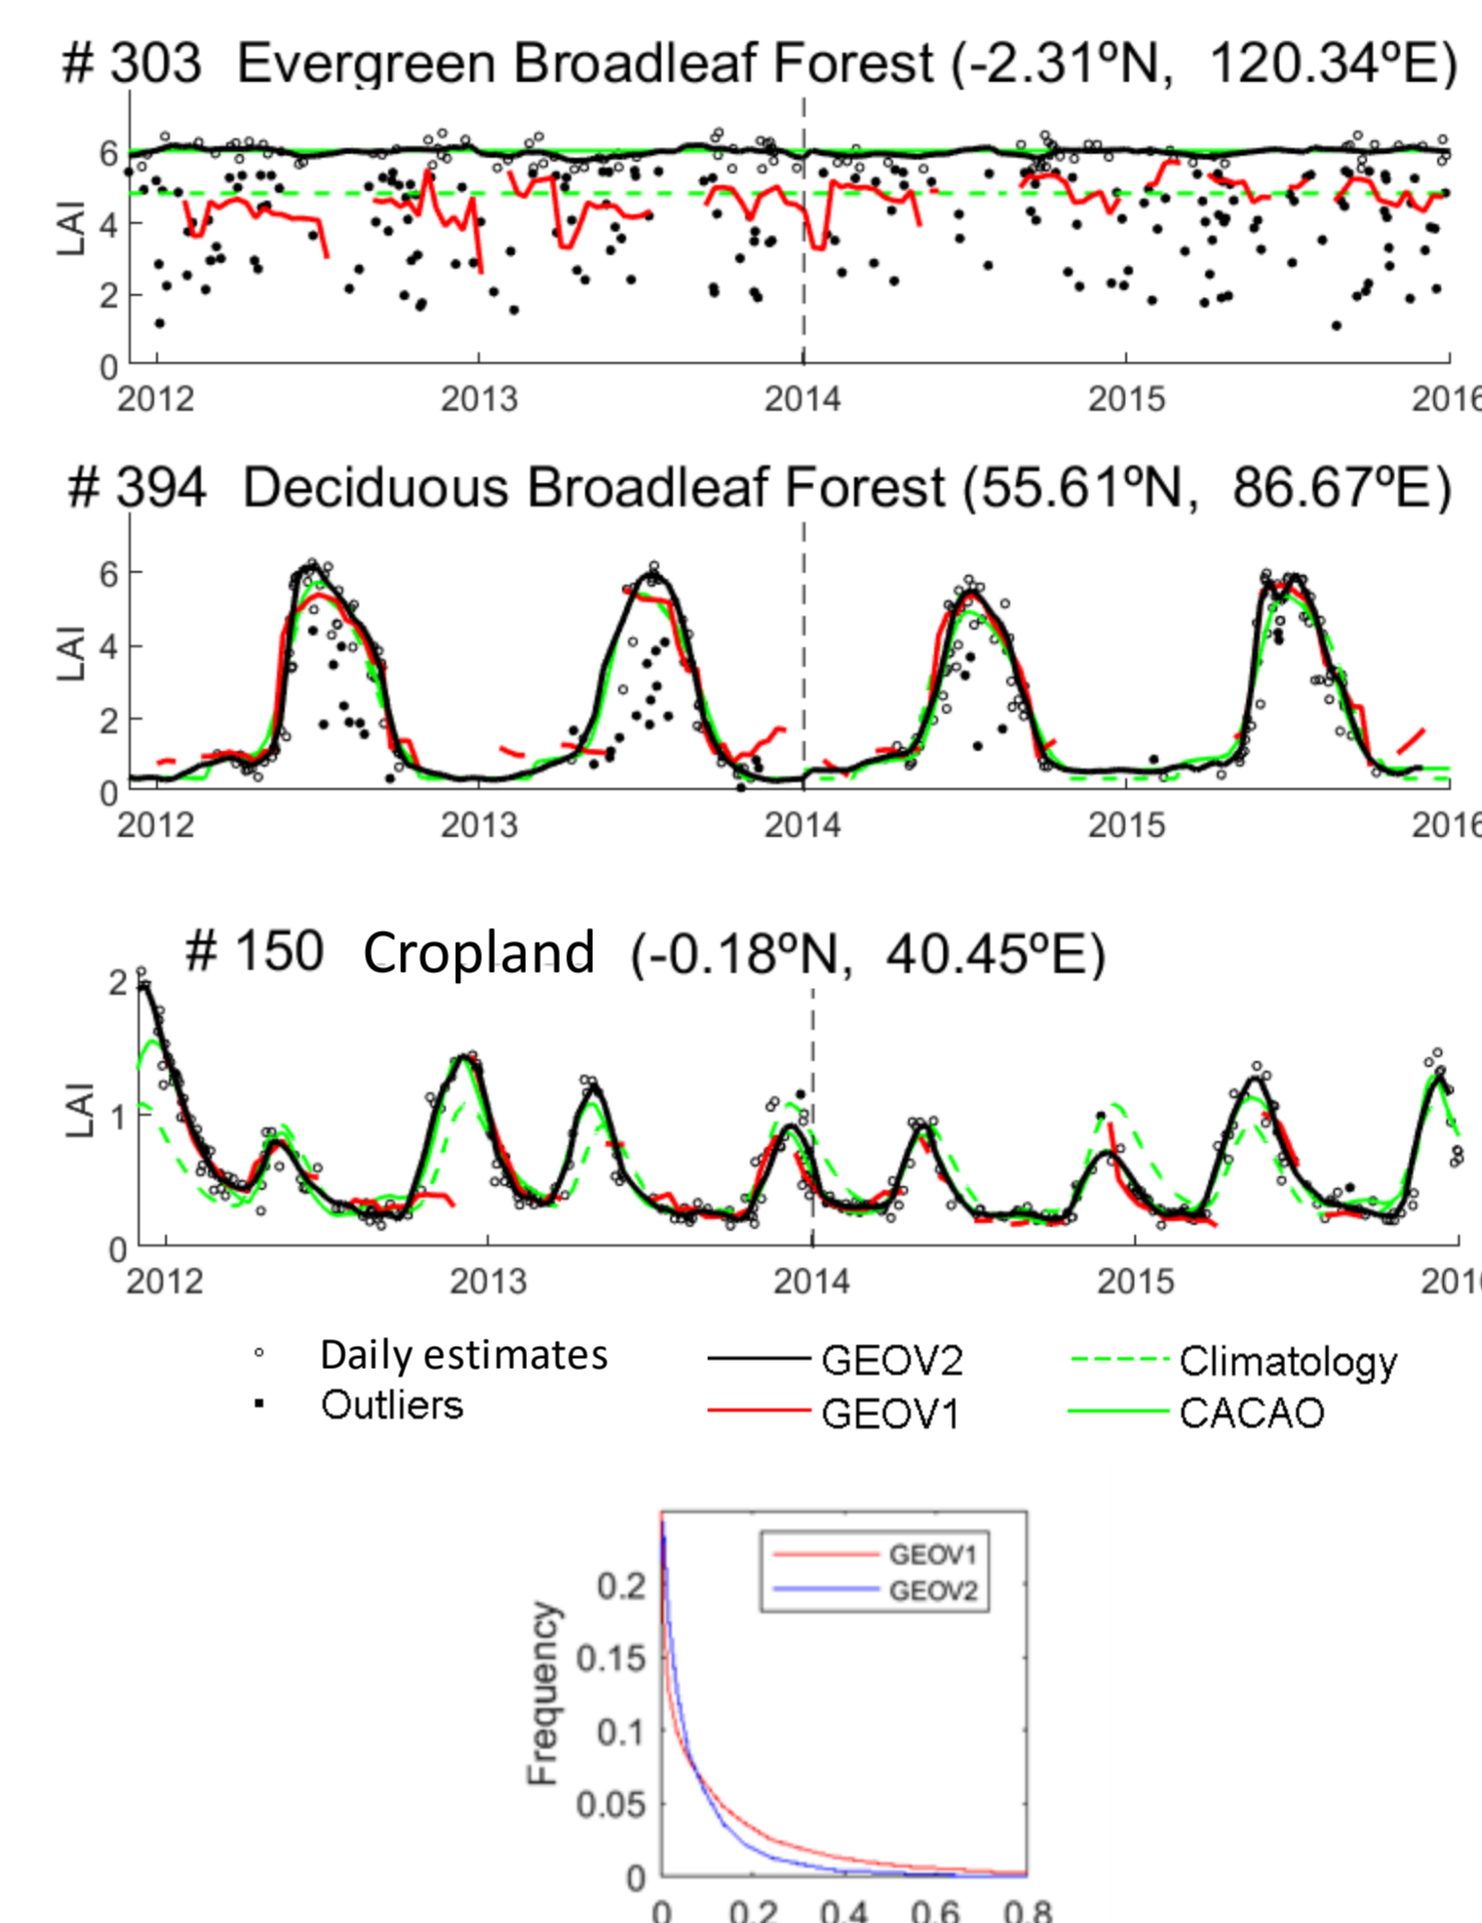 # 303 Evergreen Broadleaf Forest (-2.31ºN, 120.34ºE)
6
4
2
0
LAI
2012 2013 2014 2015 2016
# 394 Deciduous Broadleaf Forest (55.61ºN, 86.67ºE)
6
4
2
0
LAI
2012 2013 2014 2015 2016
# 150 Cropland (-0.18ºN, 40.45ºE)
2
1
0
LAI
2012 2013 2014 2015 201
Daily estimates GEOV2 Climatology
Outliers GEOV1 CACAO
GEOV1
GEOV2
0.2
0.15
0.1
0.05
0
Frequency
0 0.2 0.4 0.6 0.8